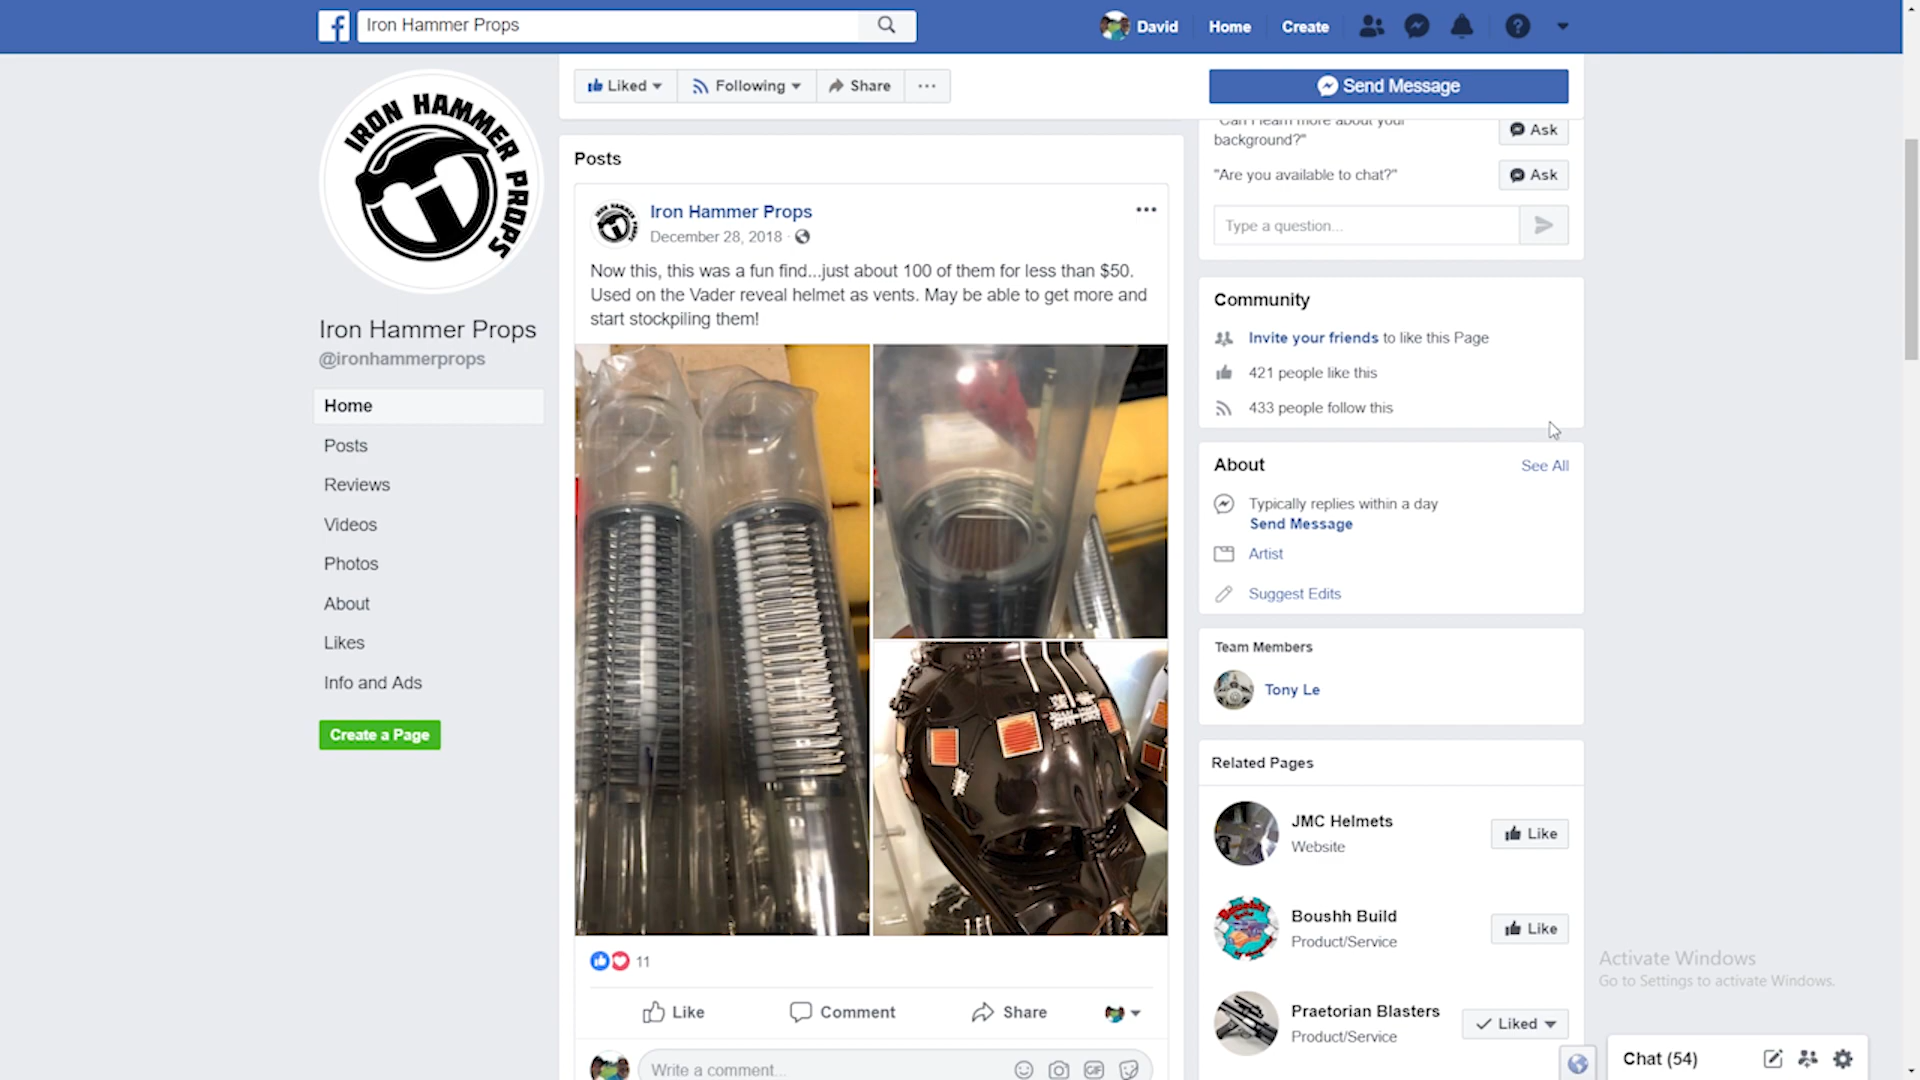 Iron Hammer Props
David
Home
Create
IRON HAMMER PROPS
Iron Hammer Props
@ironhammerprops
Home
Posts
Reviews
Videos
Photos
About
Likes
Info and Ads
Create a Page
Liked
Following
Share
Send Message
Posts
Iron Hammer Props
December 28, 2018 ·
Now this, this was a fun find...just about 100 of them for less than $50.
Used on the Vader reveal helmet as vents. May be able to get more and
start stockpiling them!
11
Like
Comment
Share
Write a comment...
GIF
"Can I learn more about your
background?"
Ask
"Are you available to chat?"
Ask
Type a question...
Community
Invite your friends to like this Page
421 people like this
433 people follow this
About
See All
Typically replies within a day
Send Message
Artist
Suggest Edits
Team Members
Tony Le
Related Pages
JMC Helmets
Website
Like
Boushh Build
Product/Service
Like
Praetorian Blasters
Product/Service
Liked
Activate Windows
Go to Settings to activate Windows.
Chat (54)